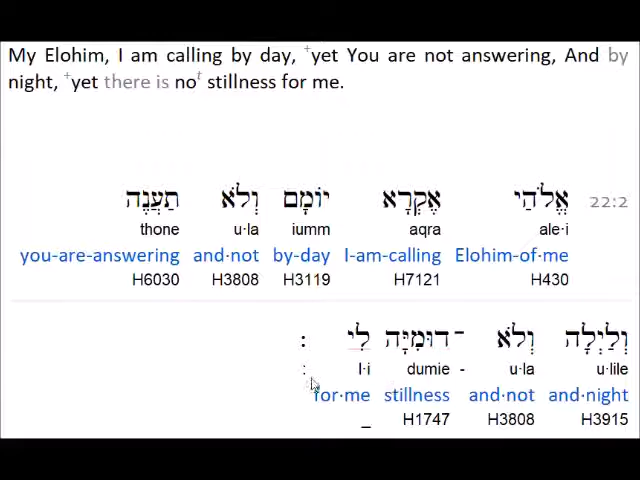 My Elohim, I am calling by day, +yet You are not answering, And by
night, +yet there is no^t stillness for me.
22:2 אֱלֹהַי אֶקְרָא יוֹמָם וְלֹא תַעֲנֶה
thone u·la iumm aqra ale·i
you-are-answering and·not by-day I-am-calling Elohim-of·me
H6030 H3808 H3119 H7121 H430
וְלַיְלָה וְלֹא ־ דוּמִיָּה לִי :
: l·i dumie - u·la u·lile
for·me stillness and·not and·night
_ H1747 H3808 H3915